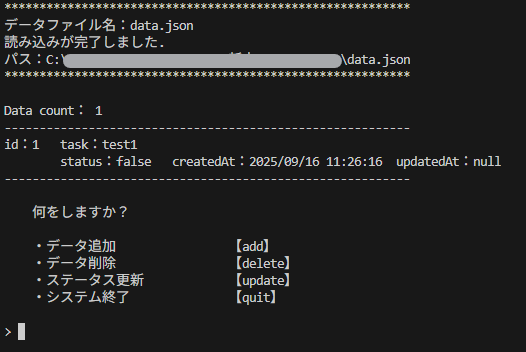 **********************************************************
データファイル名：data.json
読み込みが完了しました．
パス：C:\data.json
**********************************************************
Data count： 1
----------------------------------------------------------
id：1 task：test1
status：false createdAt：2025/09/16 11:26:16 updatedAt：null
----------------------------------------------------------
何をしますか？
・データ追加 【add】
・データ削除 【delete】
・ステータス更新 【update】
・システム終了 【quit】
>